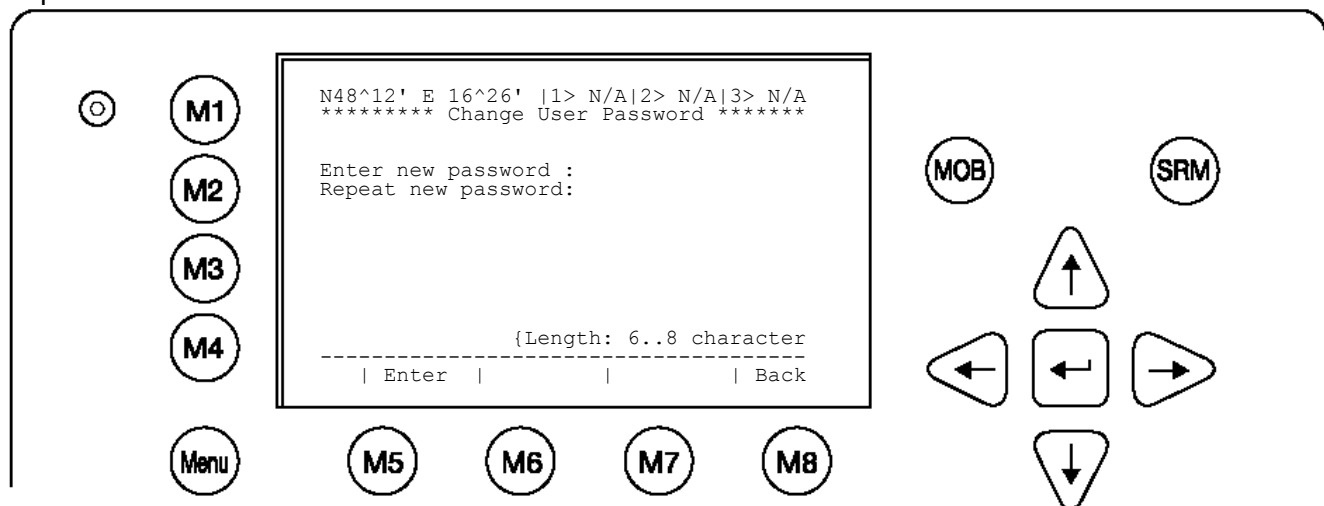 M1
M2
M3
M4
Menu
N48^12' E 16^26' |1> N/A|2> N/A|3> N/A
********* Change User Password *******
Enter new password :
Repeat new password:
{Length: 6..8 character
--------------------------------------
| Enter | | | Back
M5 M6 M7 M8
MOB SRM